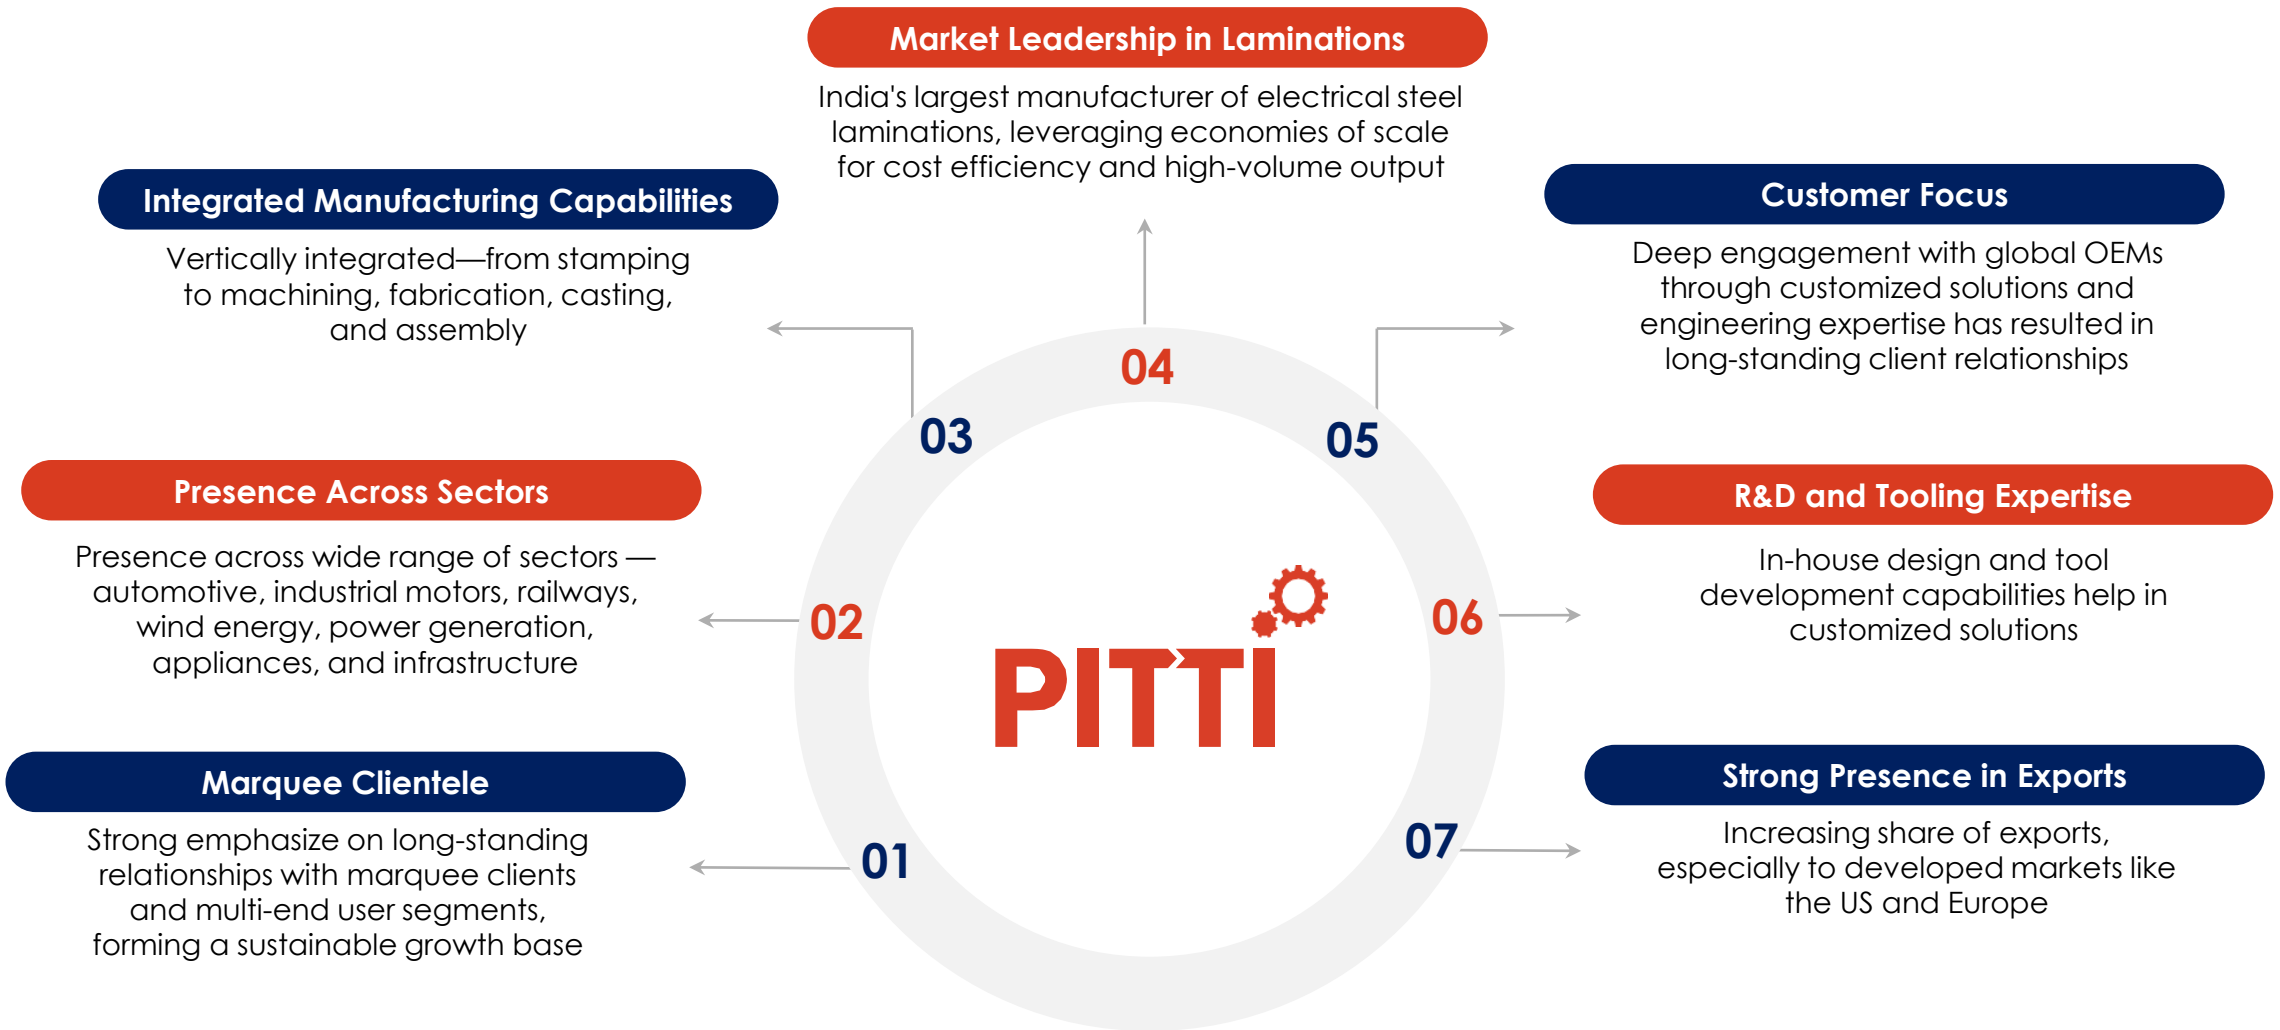 Market Leadership in Laminations
India's largest manufacturer of electrical steel
laminations, leveraging economies of scale
for cost efficiency and high-volume output
Integrated Manufacturing Capabilities
Vertically integrated—from stamping
to machining, fabrication, casting,
and assembly
Customer Focus
Deep engagement with global OEMs
through customized solutions and
engineering expertise has resulted in
long-standing client relationships
04
03
05
Presence Across Sectors
Presence across wide range of sectors —
automotive, industrial motors, railways,
wind energy, power generation,
appliances, and infrastructure
02
R&D and Tooling Expertise
In-house design and tool
development capabilities help in
customized solutions
06
PITTI
Marquee Clientele
Strong emphasize on long-standing
relationships with marquee clients
and multi-end user segments,
forming a sustainable growth base
01
Strong Presence in Exports
Increasing share of exports,
especially to developed markets like
the US and Europe
07